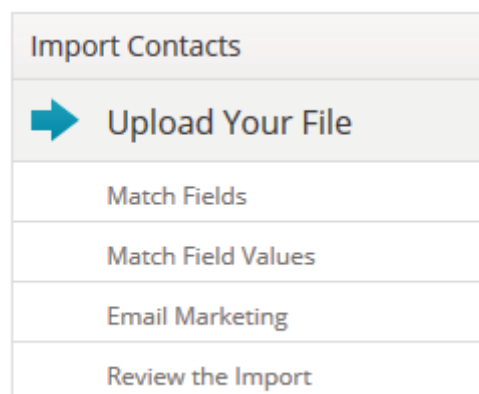 Import Contacts
Upload Your File
Match Fields
Match Field Values
Email Marketing
Review the Import